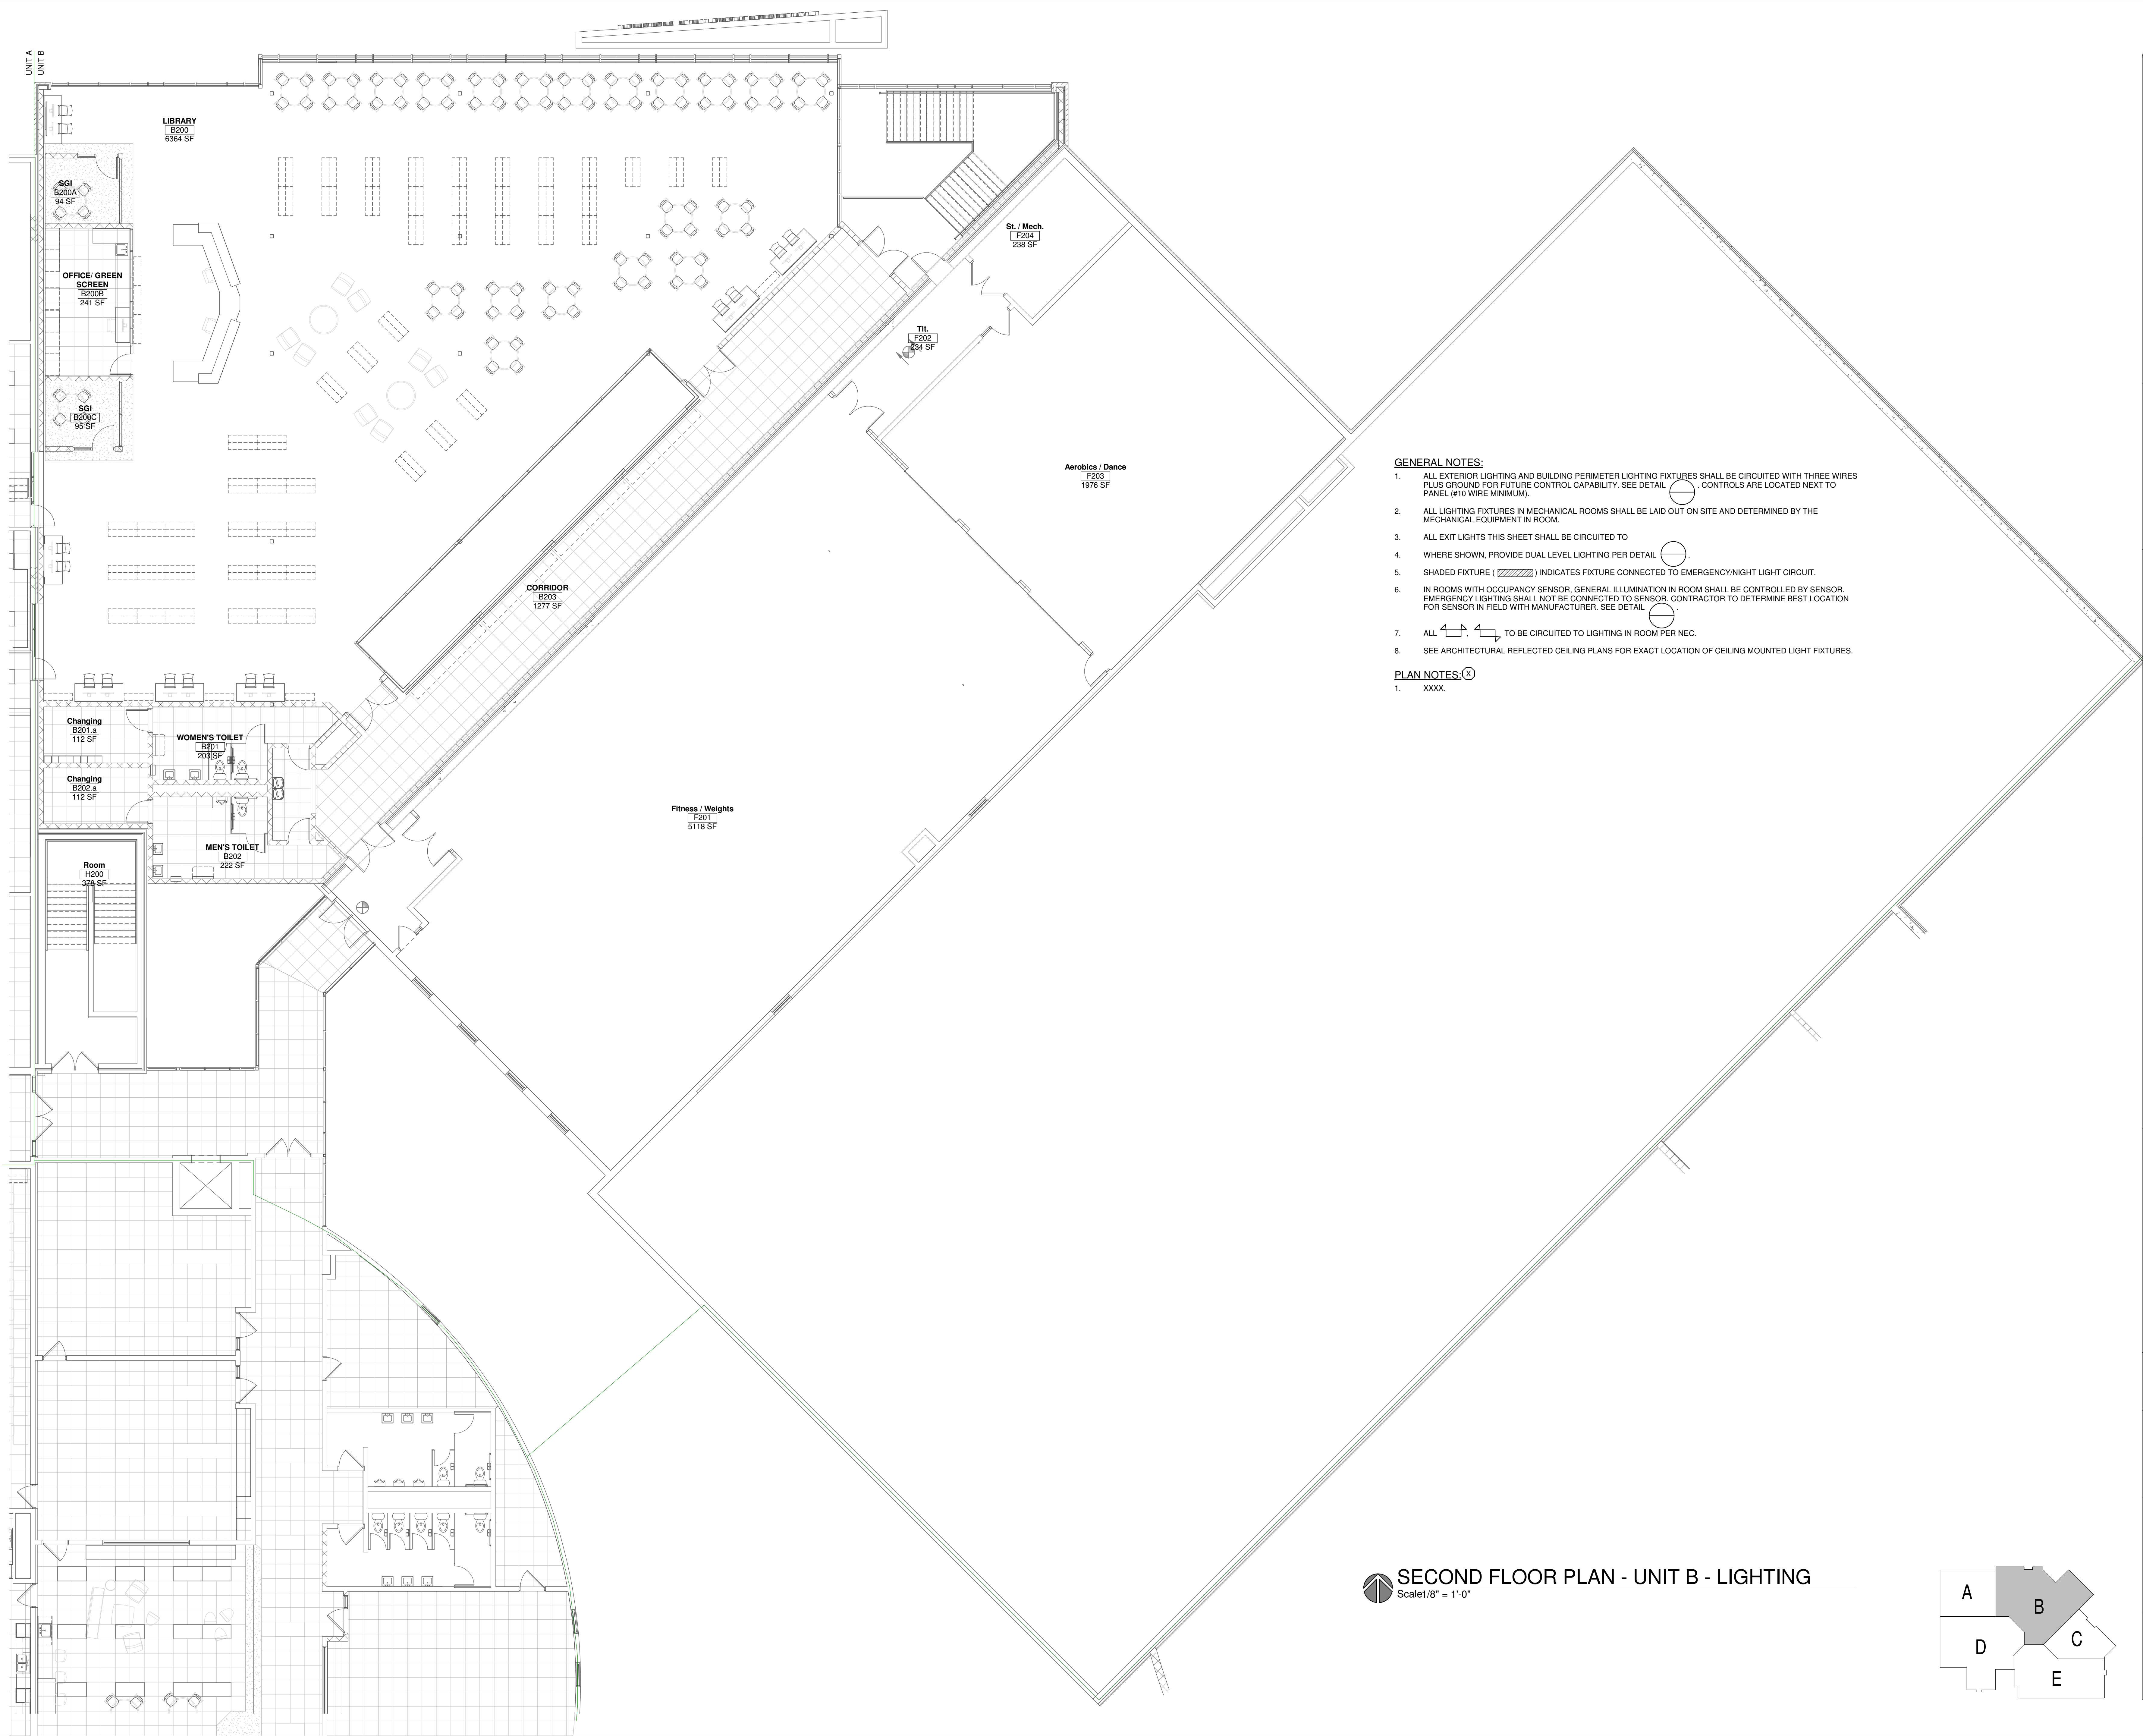 UNIT A
UNIT B
LIBRARY
B200
6364 SF
SGI
B200A
94 SF
OFFICE/ GREEN
SCREEN
B200B
241 SF
SGI
B200C
95 SF
St. / Mech.
F204
238 SF
Tlt.
F202
234 SF
Aerobics / Dance
F203
1976 SF
CORRIDOR
B203
1277 SF
Changing
B201.a
112 SF
WOMEN'S TOILET
B201
203 SF
Changing
B202.a
112 SF
MEN'S TOILET
B202
222 SF
Room
H200
378 SF
Fitness / Weights
F201
5118 SF
GENERAL NOTES:
1. ALL EXTERIOR LIGHTING AND BUILDING PERIMETER LIGHTING FIXTURES SHALL BE CIRCUITED WITH THREE WIRES
PLUS GROUND FOR FUTURE CONTROL CAPABILITY. SEE DETAIL . CONTROLS ARE LOCATED NEXT TO
PANEL (#10 WIRE MINIMUM).
2. ALL LIGHTING FIXTURES IN MECHANICAL ROOMS SHALL BE LAID OUT ON SITE AND DETERMINED BY THE
MECHANICAL EQUIPMENT IN ROOM.
3. ALL EXIT LIGHTS THIS SHEET SHALL BE CIRCUITED TO
4. WHERE SHOWN, PROVIDE DUAL LEVEL LIGHTING PER DETAIL .
5. SHADED FIXTURE ( ) INDICATES FIXTURE CONNECTED TO EMERGENCY/NIGHT LIGHT CIRCUIT.
6. IN ROOMS WITH OCCUPANCY SENSOR, GENERAL ILLUMINATION IN ROOM SHALL BE CONTROLLED BY SENSOR.
EMERGENCY LIGHTING SHALL NOT BE CONNECTED TO SENSOR. CONTRACTOR TO DETERMINE BEST LOCATION
FOR SENSOR IN FIELD WITH MANUFACTURER. SEE DETAIL .
7. ALL , TO BE CIRCUITED TO LIGHTING IN ROOM PER NEC.
8. SEE ARCHITECTURAL REFLECTED CEILING PLANS FOR EXACT LOCATION OF CEILING MOUNTED LIGHT FIXTURES.
PLAN NOTES: X
1. XXXX.
SECOND FLOOR PLAN - UNIT B - LIGHTING
Scale1/8" = 1'-0"
A
B
C
D
E